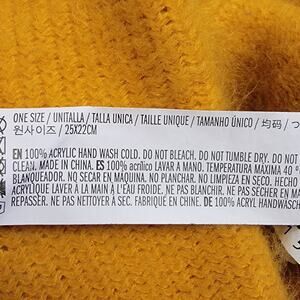 ONE SIZE / UNITALLA / TALLA UNICA / TAILLE UNIQUE / TAMANHO ÚNICO / 均码 / つ
원사이즈 / 25X22CM
EN 100% ACRYLIC HAND WASH COLD. DO NOT BLEACH. DO NOT TUMBLE DRY. DO NOT
CLEAN. MADE IN CHINA. ES 100% acrílico LAVAR A MANO. TEMPERATURA MÁXIMA 40 °
BLANQUEADOR. NO SECAR EN MÁQUINA. NO PLANCHAR. NO LIMPIEZA EN SECO. HECHO
ACRYLIQUE LAVER À LA MAIN À L'EAU FROIDE. NE PAS BLANCHIR. NE PAS SÉCHER EN M
REPASSER. NE PAS NETTOYER À SEC. FABRIQUÉ EN CHINE. DE 100% ACRYL HANDWÄSCH